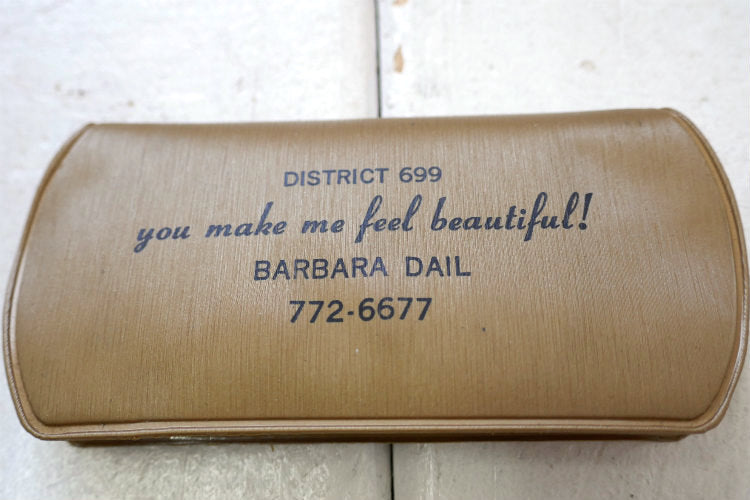 DISTRICT 699
you make me feel beautiful!
BARBARA DAIL
772-6677